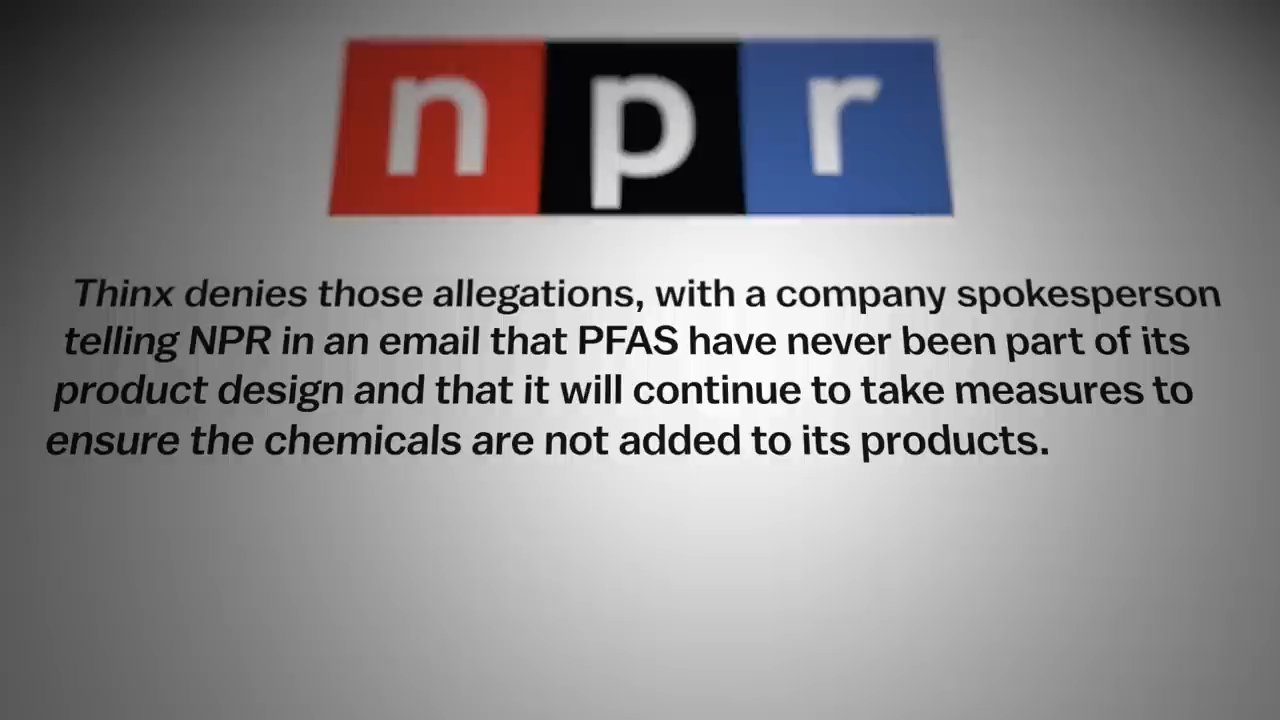 npr
Thinx denies those allegations, with a company spokesperson
telling NPR in an email that PFAS have never been part of its
product design and that it will continue to take measures to
ensure the chemicals are not added to its products.